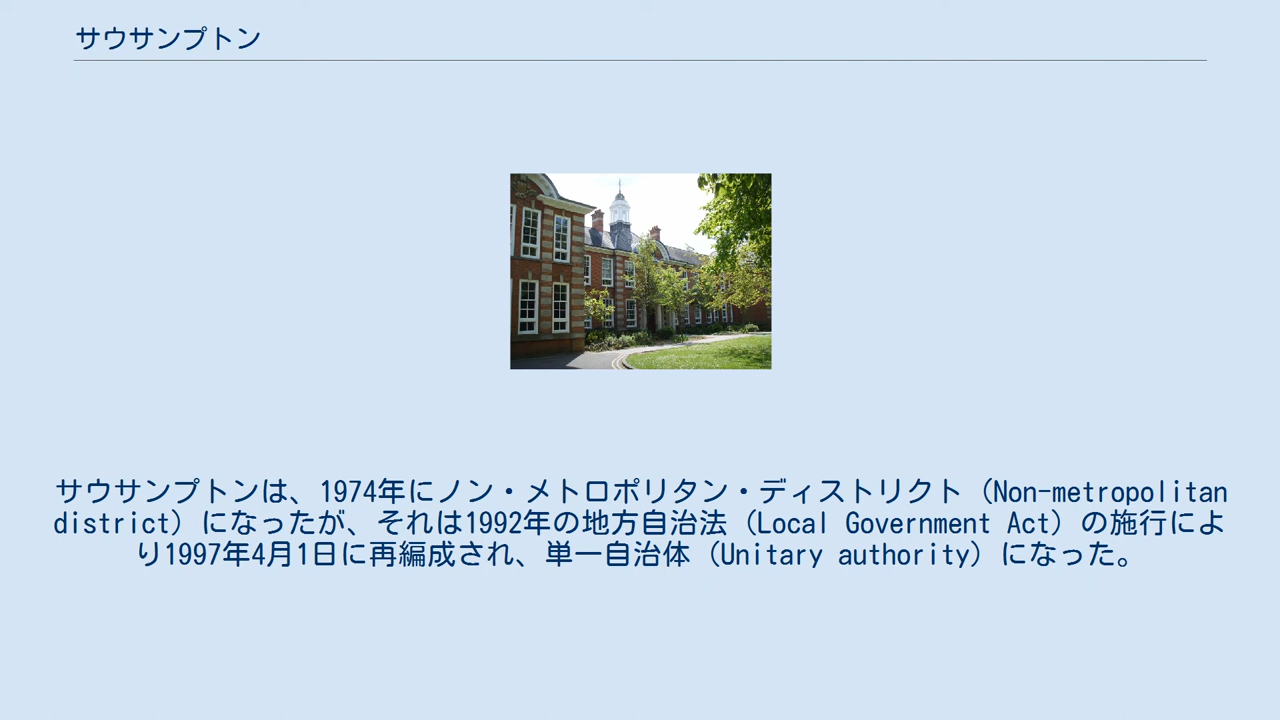 サウサンプトン
サウサンプトンは、1974年にノン・メトロポリタン・ディストリクト（Non-metropolitan
district）になったが、それは1992年の地方自治法（Local Government Act）の施行によ
り1997年4月1日に再編成され、単一自治体（Unitary authority）になった。